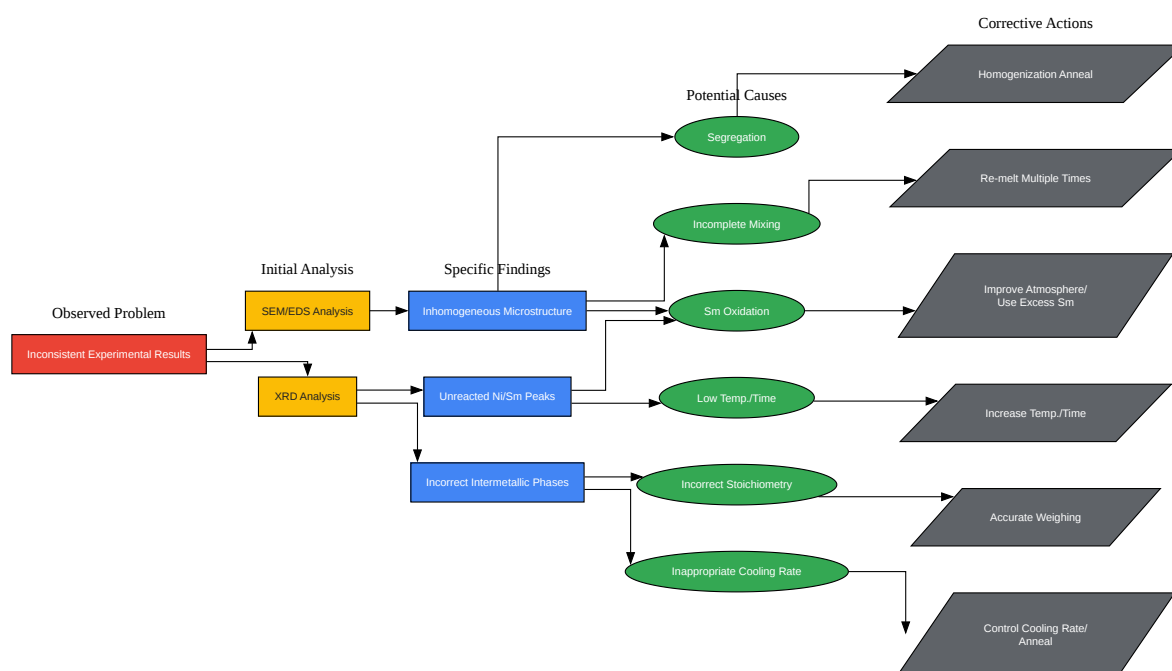 Corrective Actions
Homogenization Anneal
Potential Causes
Segregation
Re-melt Multiple Times
Incomplete Mixing
Initial Analysis
Specific Findings
SEM/EDS Analysis
Inhomogeneous Microstructure
Sm Oxidation
Improve Atmosphere/
Use Excess Sm
Observed Problem
Inconsistent Experimental Results
XRD Analysis
Unreacted Ni/Sm Peaks
Low Temp./Time
Increase Temp./Time
Incorrect Intermetallic Phases
Incorrect Stoichiometry
Accurate Weighing
Inappropriate Cooling Rate
Control Cooling Rate/
Anneal